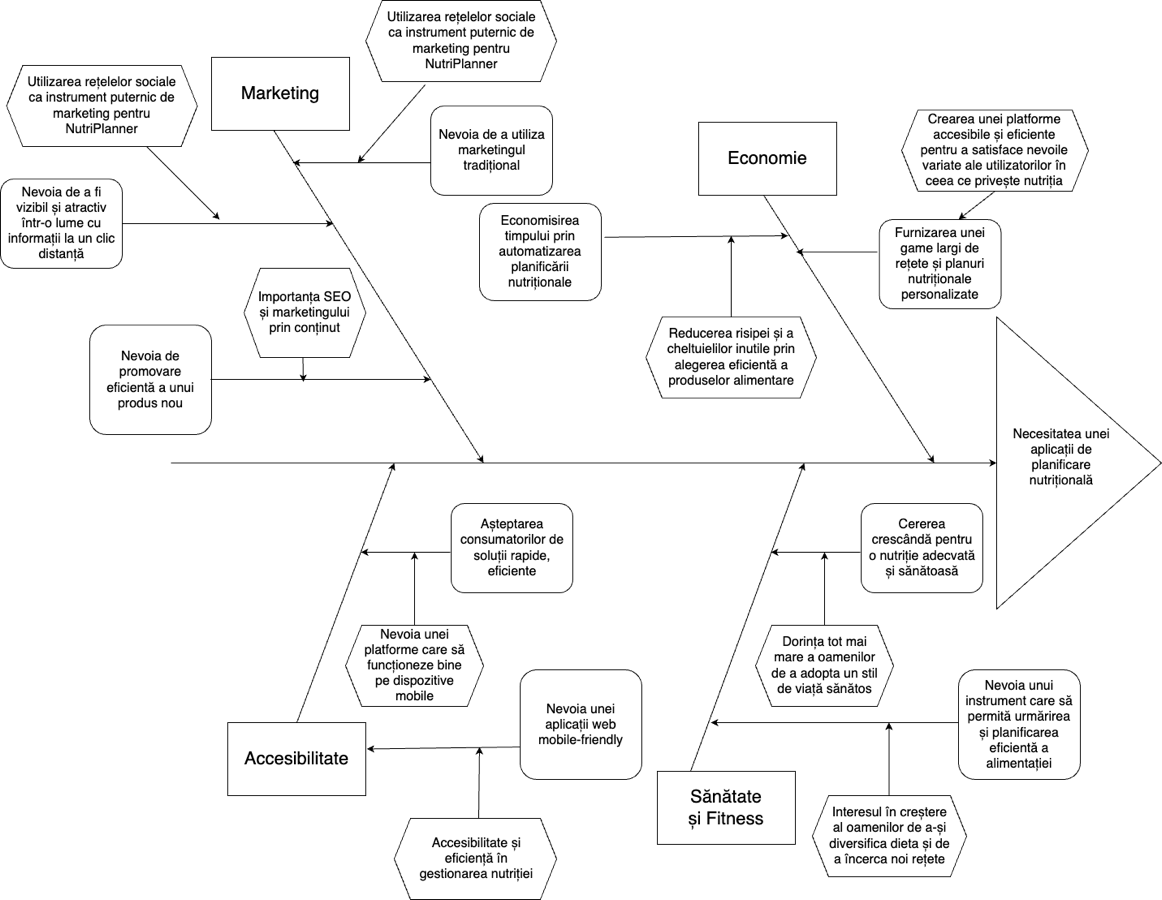 Utilizarea rețelelor sociale
ca instrument puternic de
marketing pentru
NutriPlanner
Marketing
Utilizarea rețelelor sociale
ca instrument puternic de
marketing pentru
NutriPlanner
Nevoia de a utiliza
marketingul
tradițional
Nevoia de a fi
vizibil și atractiv
într-o lume cu
informații la un clic
distanță
Importanța SEO
și marketingului
prin conținut
Nevoia de
promovare
eficientă a unui
produs nou
Economie
Crearea unei platforme
accesibile și eficiente
pentru a satisface nevoile
variate ale utilizatorilor în
ceea ce privește nutriția
Economisirea
timpului prin
automatizarea
planificării
nutriționale
Furnizarea unei
game largi de
rețete și planuri
nutriționale
personalizate
Reducerea risipei și a
cheltuielilor inutile prin
alegerea eficientă a
produselor alimentare
Necesitatea unei
aplicații de
planificare
nutrițională
Așteptarea
consumatorilor de
soluții rapide,
eficiente
Nevoia unei
platforme care să
funcționeze bine
pe dispozitive
mobile
Nevoia unei
aplicații web
mobile-friendly
Accesibilitate
Accesibilitate și
eficiență în
gestionarea nutriției
Cererea
crescândă pentru
o nutriție adecvată
și sănătoasă
Dorința tot mai
mare a oamenilor
de a adopta un stil
de viață sănătos
Nevoia unui
instrument care să
permită urmărirea
și planificarea
eficientă a
alimentației
Sănătate
și Fitness
Interesul în creștere
al oamenilor de a-și
diversifica dieta și de
a încerca noi rețete